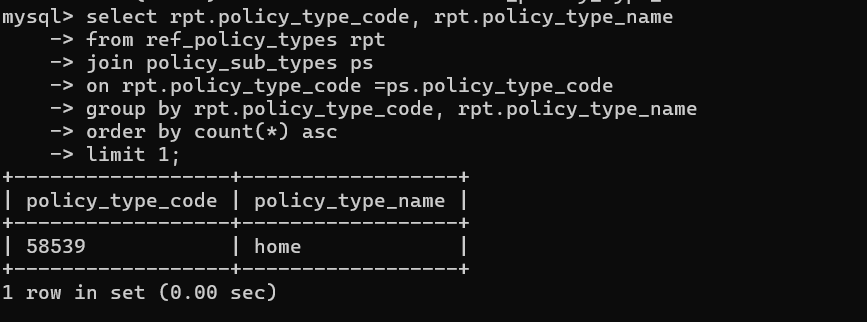 mysql> select rpt.policy_type_code, rpt.policy_type_name
    -> from ref_policy_types rpt
    -> join policy_sub_types ps
    -> on rpt.policy_type_code =ps.policy_type_code
    -> group by rpt.policy_type_code, rpt.policy_type_name
    -> order by count(*) asc
    -> limit 1;
+------------------+------------------+
| policy_type_code | policy_type_name |
+------------------+------------------+
| 58539            | home             |
+------------------+------------------+
1 row in set (0.00 sec)